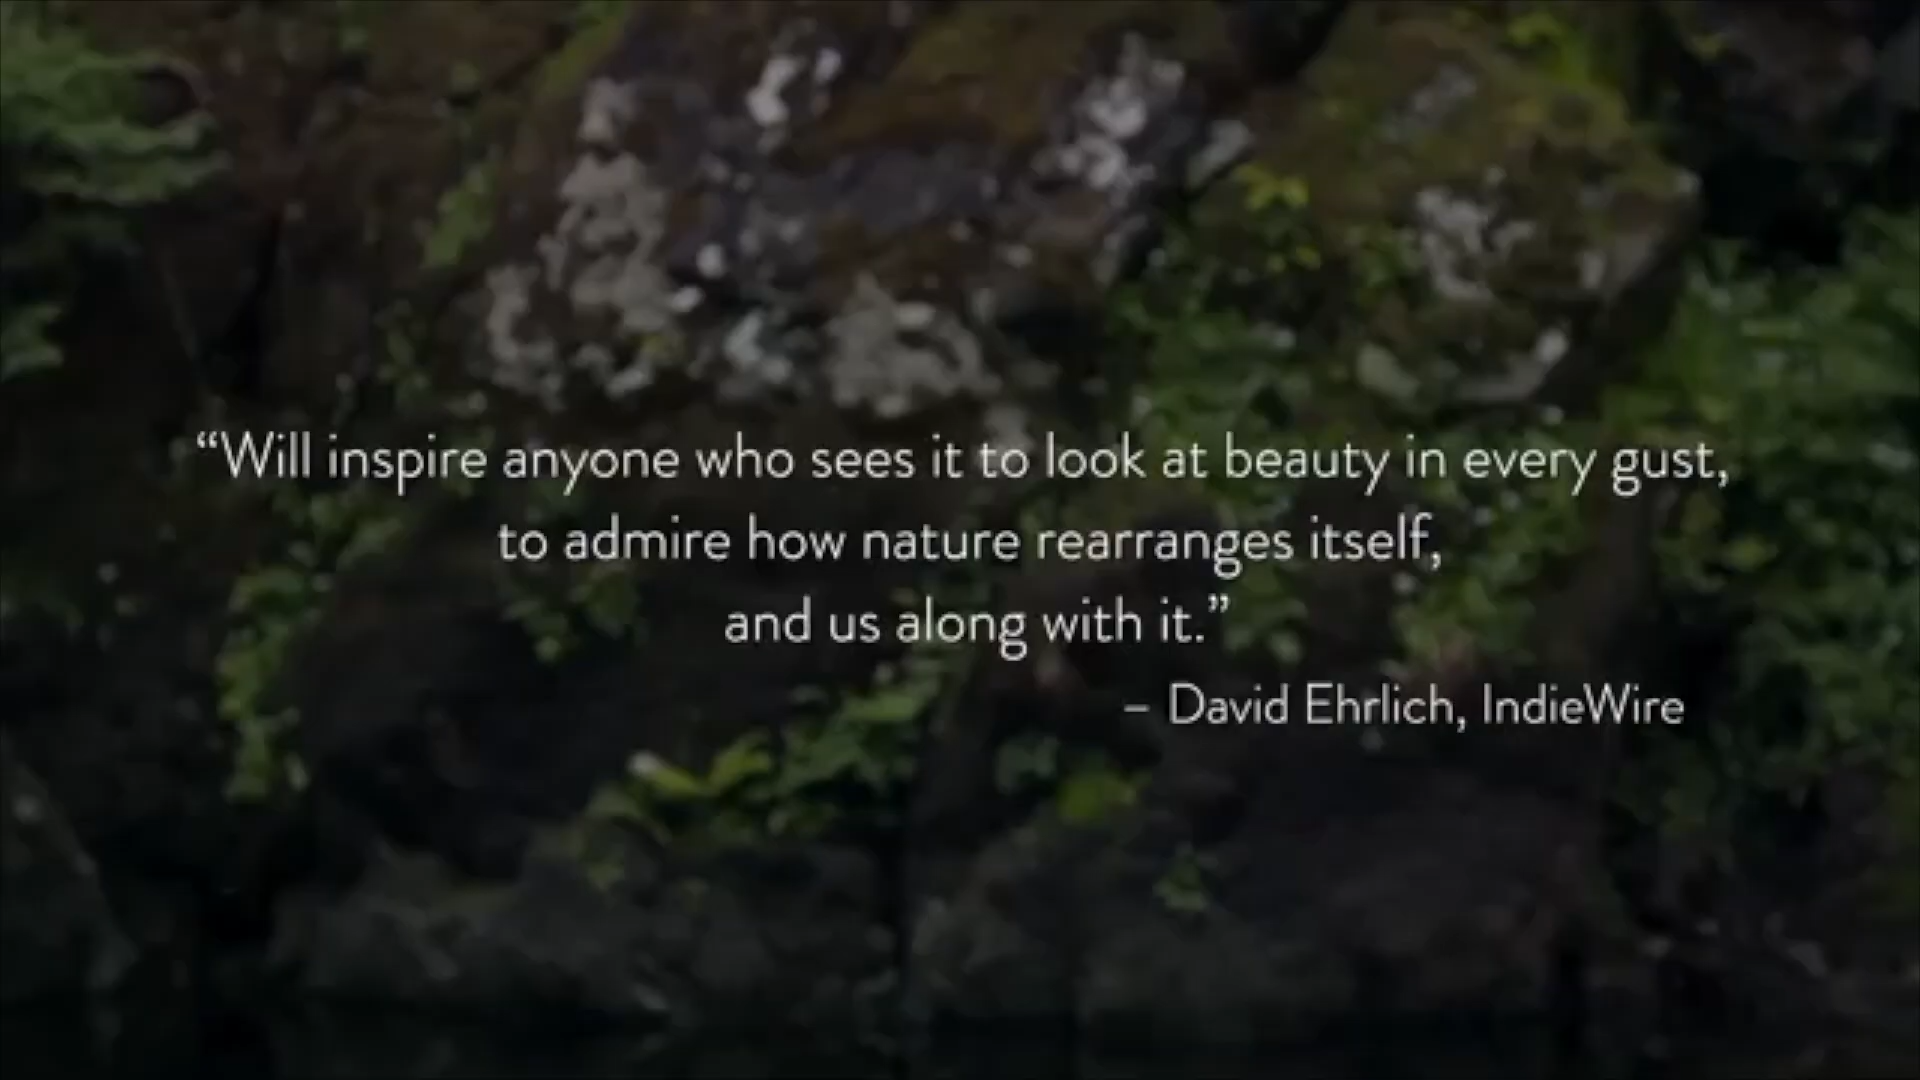 “Will inspire anyone who sees it to look at beauty in every gust,
to admire how nature rearranges itself,
and us along with it.”
– David Ehrlich, IndieWire